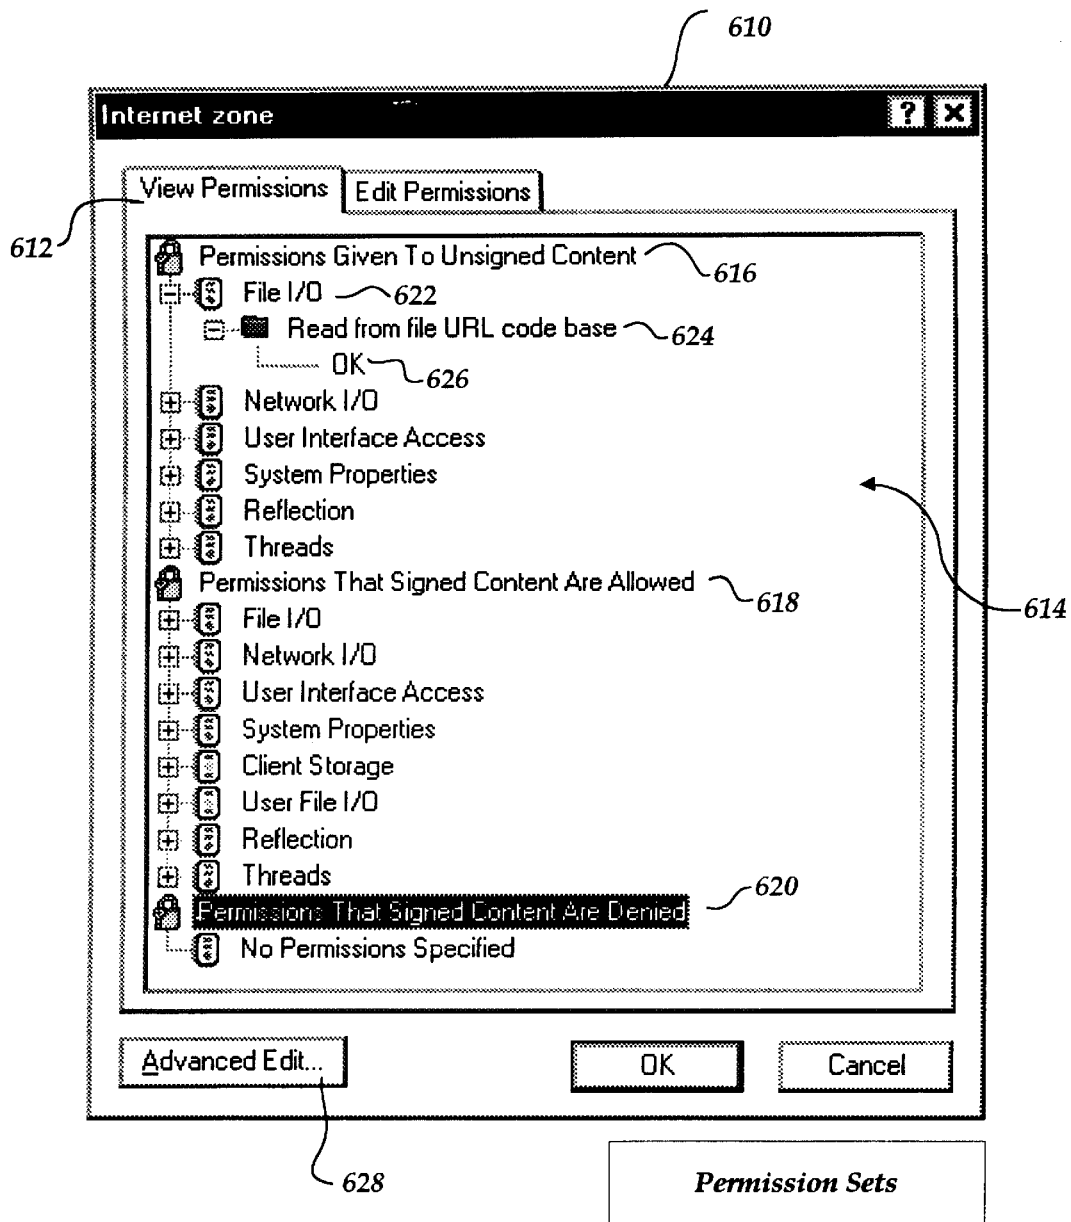 610
Internet zone
? X
View Permissions Edit Permissions
612
Permissions Given To Unsigned Content 616
File I/O 622
Read from file URL code base 624
OK 626
Network I/O
User Interface Access
System Properties
Reflection
Threads
Permissions That Signed Content Are Allowed 618
614
File I/O
Network I/O
User Interface Access
System Properties
Client Storage
User File I/O
Reflection
Threads
620
Permissions That Signed Content Are Denied
No Permissions Specified
Advanced Edit... OK Cancel
628
Permission Sets